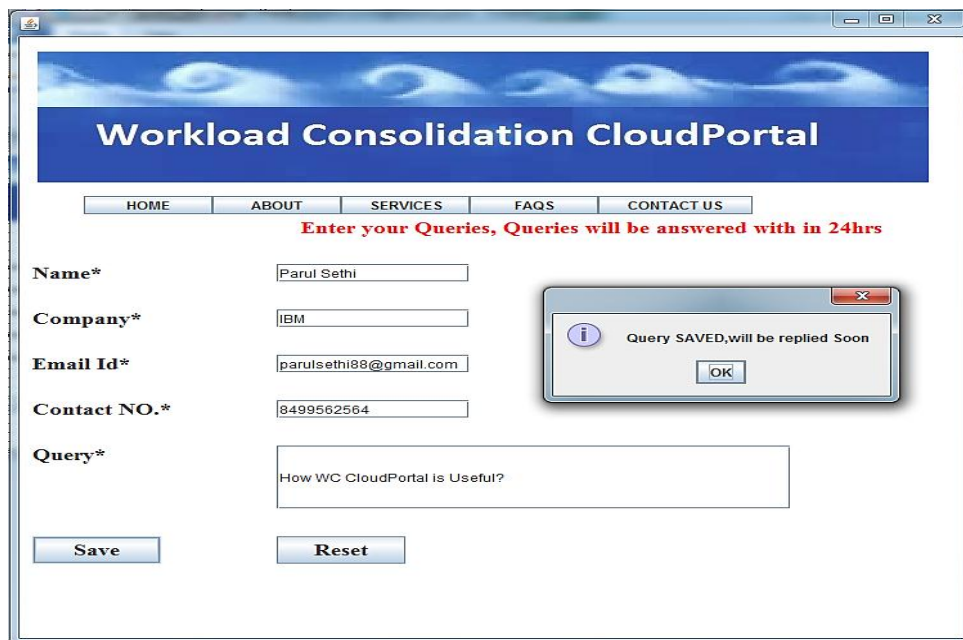 Workload Consolidation CloudPortal
HOME ABOUT SERVICES FAQS CONTACT US
Enter your Queries, Queries will be answered with in 24hrs
Name* Parul Sethi
Company* IBM
Email Id* parulsethi88@gmail.com
Contact NO.* 8499562564
Query* How WC CloudPortal is Useful?
Save Reset
Query SAVED,will be replied Soon
OK